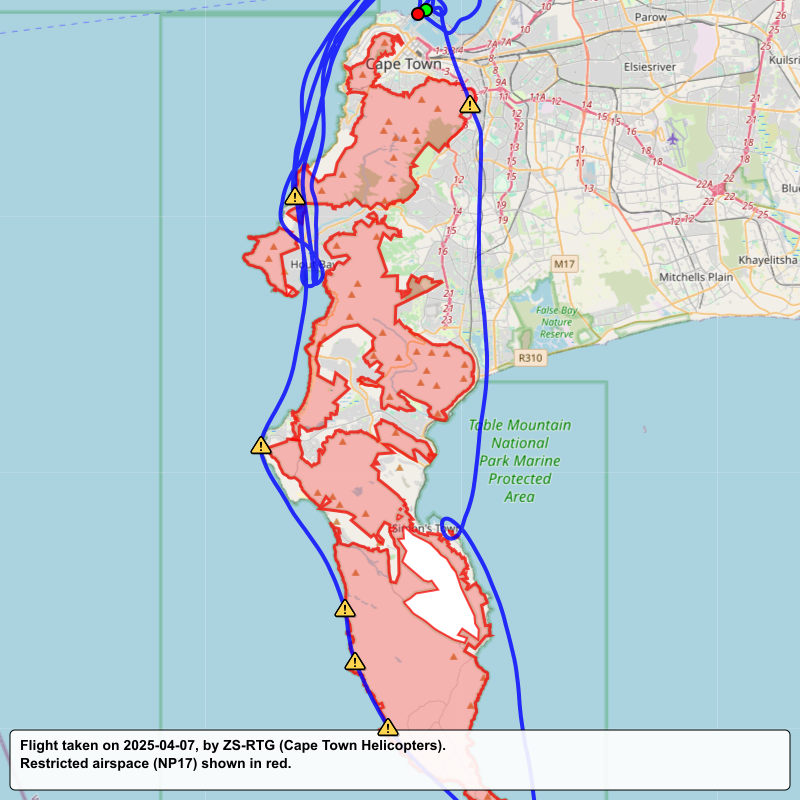 Parow
7A 7A
26
Kuilsri
Cape Town
9A
Elsiesriver
21
11A
12
14
15
16
18
22A
22
25
13
11
19
M17
Blue
Khayelitsha
Mitchells Plain
Hout Bay
21
21
23
False Bay
Nature
Reserve
R310
Table Mountain
National
Park Marine
Protected
Area
Simon's Town
Flight taken on 2025-04-07, by ZS-RTG (Cape Town Helicopters).
Restricted airspace (NP17) shown in red.